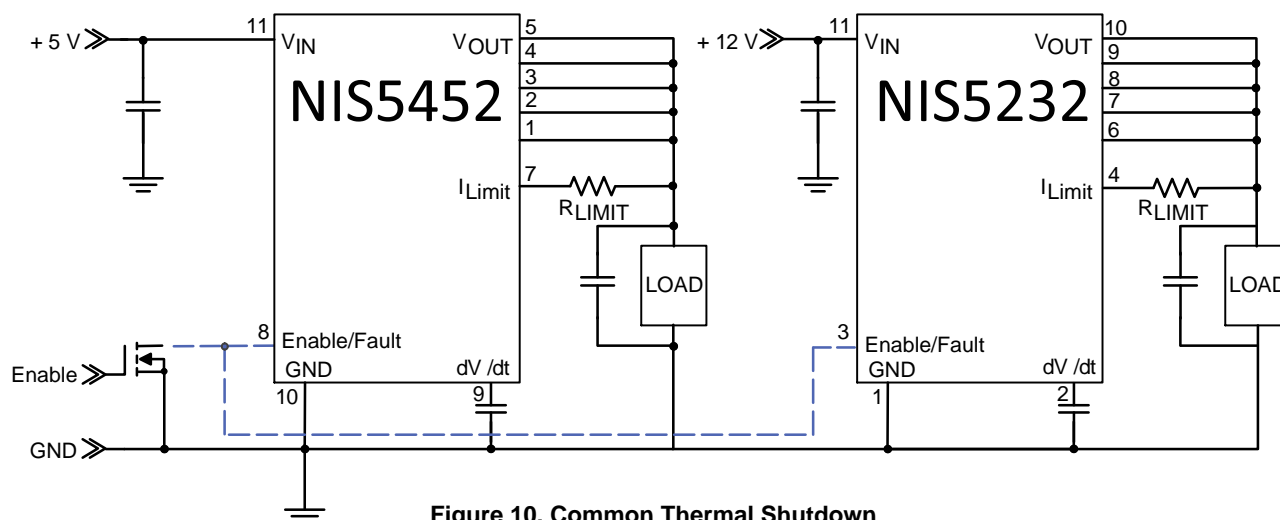 + 5 V
11
V_IN
NIS5452
V_OUT
5
4
3
2
1
7
I_Limit
R_LIMIT
LOAD
8
Enable/Fault
GND
10
dV /dt
9
Enable
GND
+ 12 V
11
V_IN
NIS5232
V_OUT
10
9
8
7
6
4
I_Limit
R_LIMIT
LOAD
3
Enable/Fault
GND
1
dV /dt
2
Figure 10. Common Thermal Shutdown